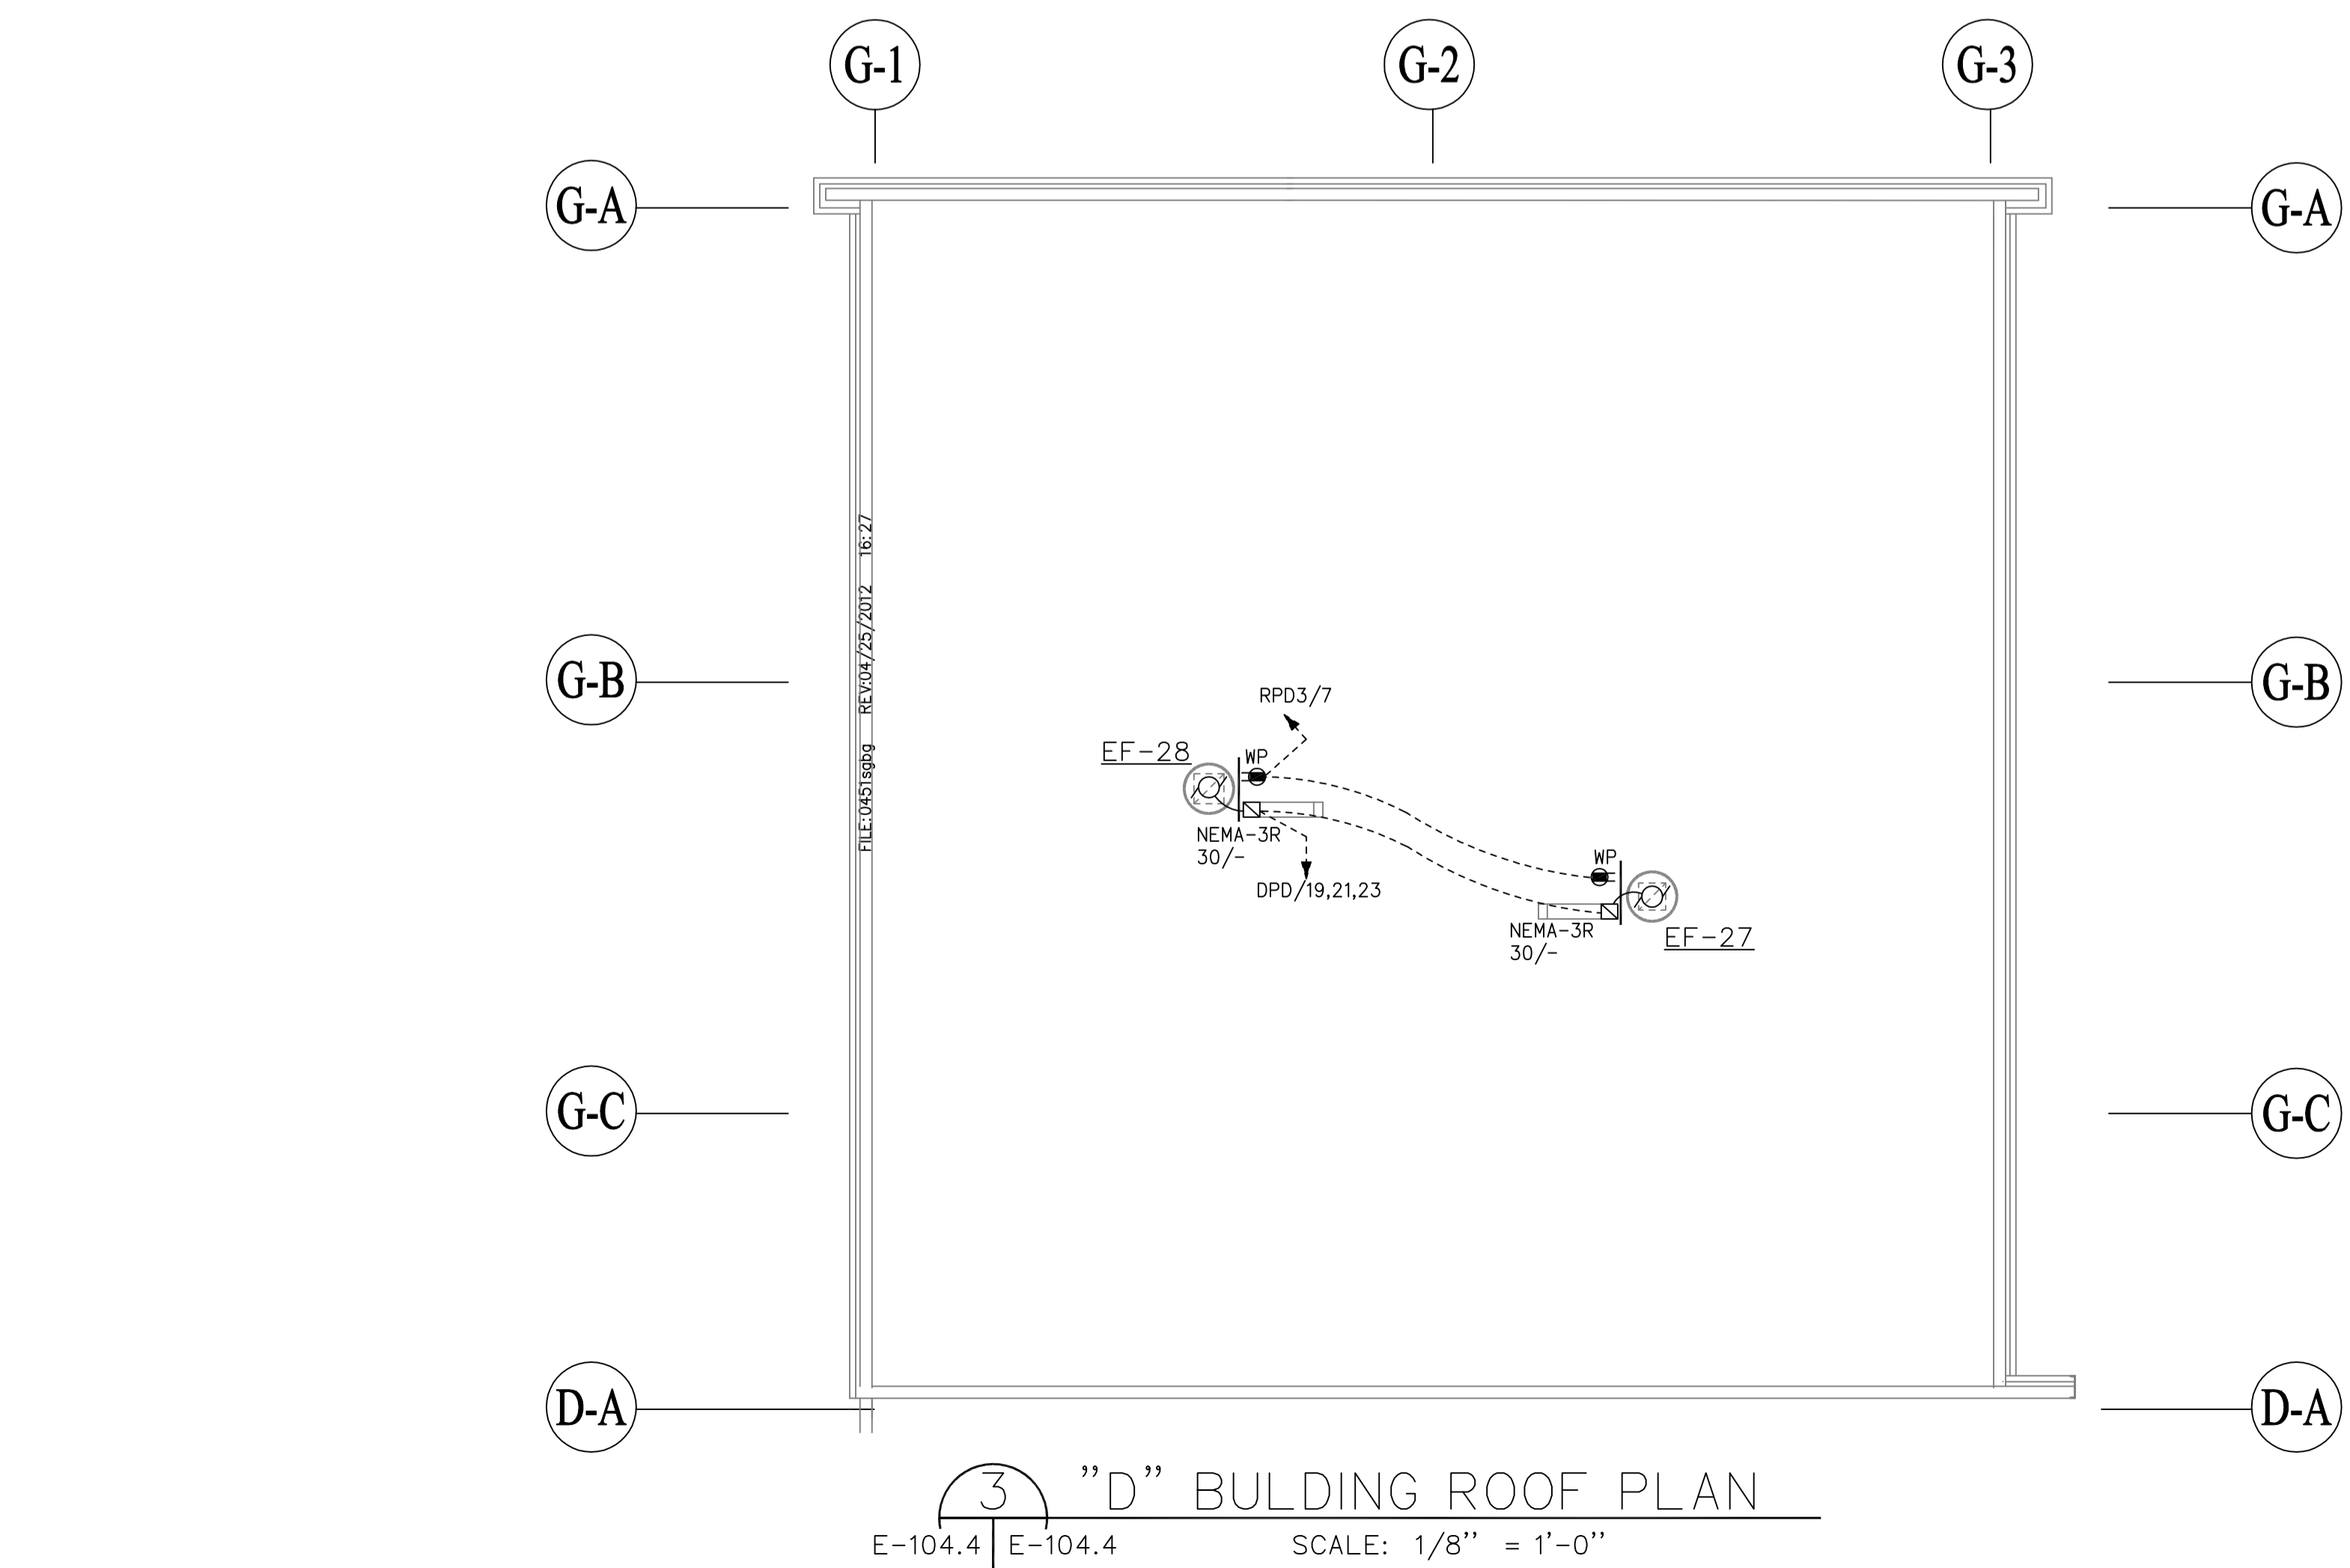 G-1 G-2 G-3
G-A G-A
FILE:0451sgbg REV:04/25/2012 16:27
G-B G-B
RPD3/7
EF-28 WP
NEMA-3R
30/-
DPD/19,21,23
WP
NEMA-3R
30/-
EF-27
G-C G-C
D-A D-A
3 "D" BULDING ROOF PLAN
E-104.4 E-104.4 SCALE: 1/8" = 1'-0"